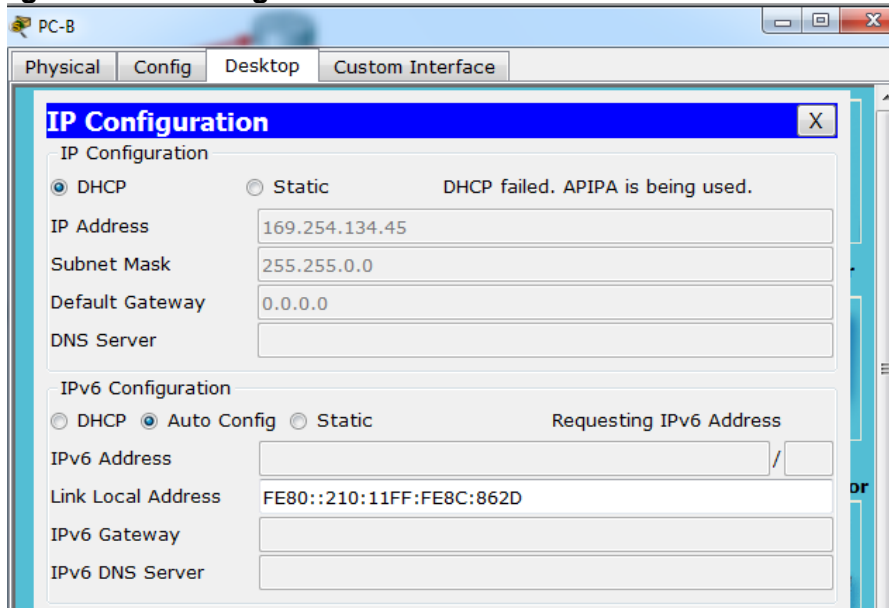 PC-B
X
Physical Config Desktop Custom Interface
IP Configuration X
IP Configuration
DHCP Static DHCP failed. APIPA is being used.
IP Address 169.254.134.45
Subnet Mask 255.255.0.0
Default Gateway 0.0.0.0
DNS Server
IPv6 Configuration
DHCP Auto Config Static Requesting IPv6 Address
IPv6 Address /
Link Local Address FE80::210:11FF:FE8C:862D
or
IPv6 Gateway
IPv6 DNS Server